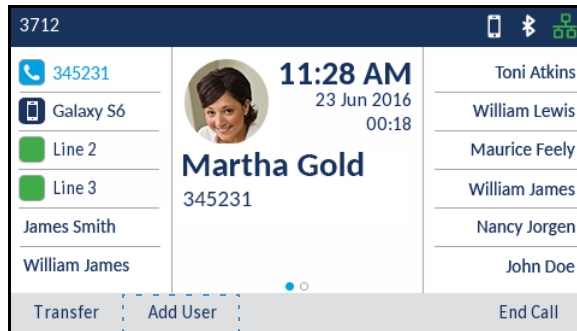 3712
345231
Galaxy S6
Line 2
Line 3
James Smith
William James
11:28 AM
23 Jun 2016
00:18
Martha Gold
345231
Toni Atkins
William Lewis
Maurice Feely
William James
Nancy Jorgen
John Doe
Transfer Add User End Call